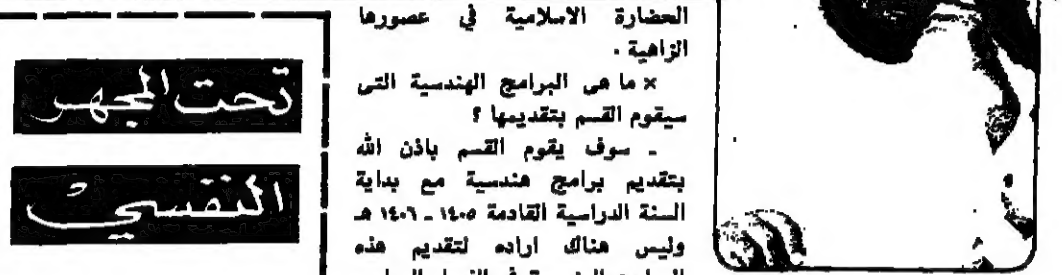 الحضارة الاسلامية في عصورها
الزاهية .
× ما هى البرامج الهندسية التى
سيقوم القسم بتقديمها ؟
ـ سوف يقوم القسم باذن الله
بتقديم برامج هندسية مع بداية
السنة الدراسية القادمة ١٤٠٥ ـ ١٤٠٦ هـ
وليس هناك اراده لتقديم هذه
تحت المجهر
النفسي